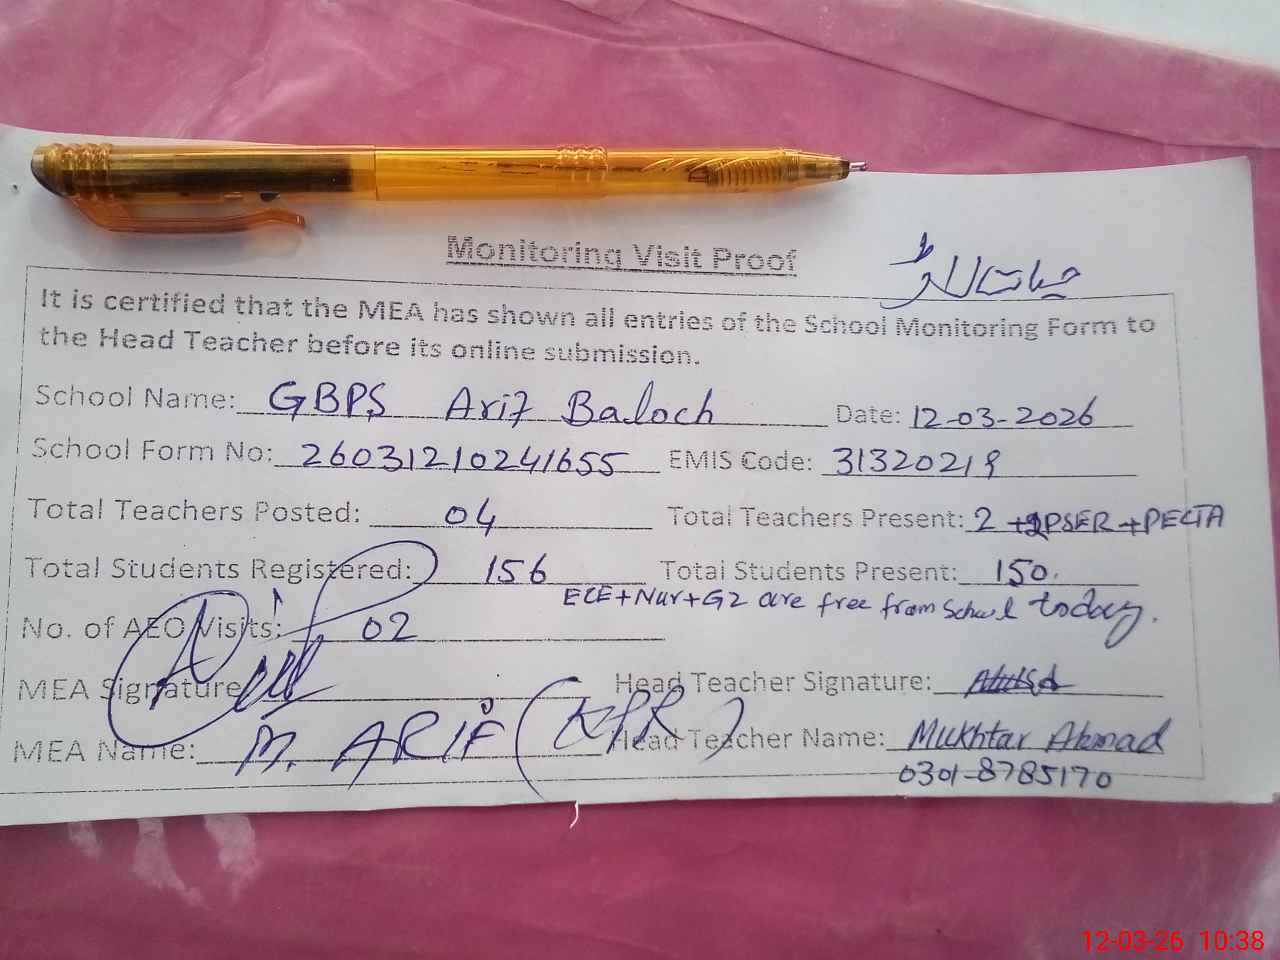 Monitoring Visit Proof
It is certified that the MEA has shown all entries of the School Monitoring Form to
the Head Teacher before its online submission.
School Name: GBPS Arif Baloch Date: 12-03-2026
School Form No: 26031210241655 EMIS Code: 31320219
Total Teachers Posted: 04 Total Teachers Present: 2 + PSER + PECTA
Total Students Registered: 156 Total Students Present: 150.
ECE+Nur+G2 are free from School today.
No. of AEO Visits: 02
MEA Signature Head Teacher Signature:
MEA Name: M. ARIF (KPR) Head Teacher Name: Mukhtar Ahmad
0301-8785170
12-03-26 10:38